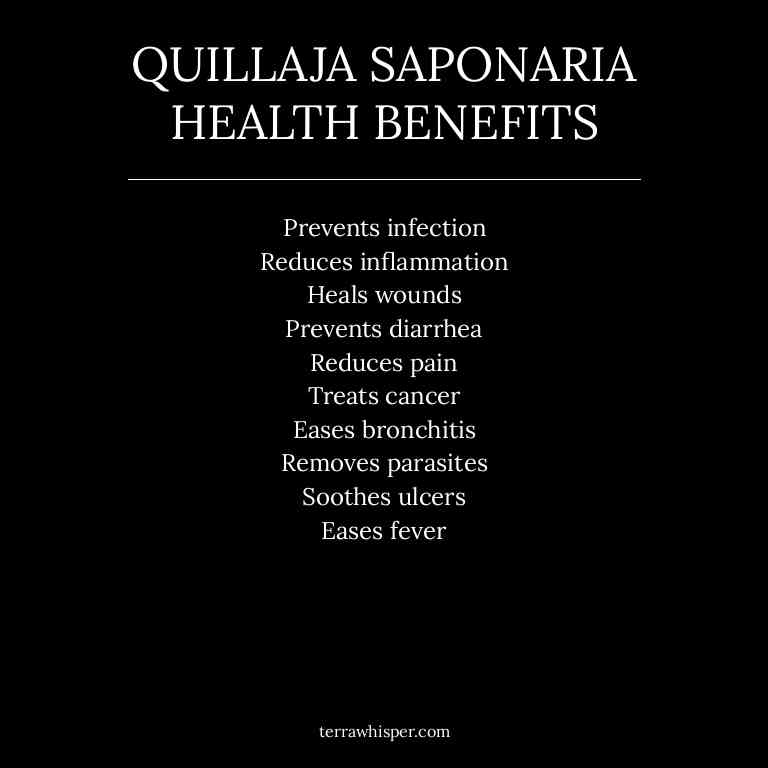 QUILLAJA SAPONARIA
HEALTH BENEFITS
Prevents infection
Reduces inflammation
Heals wounds
Prevents diarrhea
Reduces pain
Treats cancer
Eases bronchitis
Removes parasites
Soothes ulcers
Eases fever
terrawhisper.com